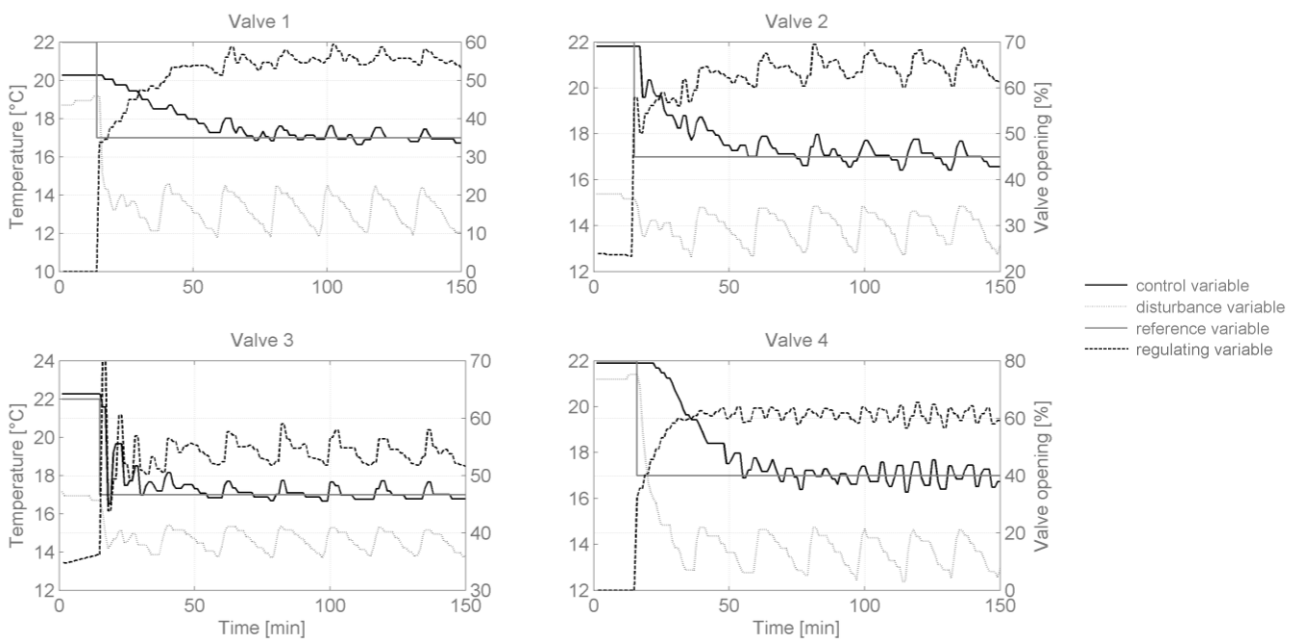 Valve 1
Valve 2
22 20 18 16 14 12 10
Temperature [°C]
60 50 40 30 20 10 0
0 50 100 150
22 20 18 16 14 12
70 60 50 40 30 20
Valve opening [%]
0 50 100 150
control variable
disturbance variable
reference variable
regulating variable
Valve 3
Valve 4
24 22 20 18 16 14 12
Temperature [°C]
70 60 50 40 30
0 50 100 150
Time [min]
22 20 18 16 14 12
80 60 40 20 0
Valve opening [%]
0 50 100 150
Time [min]